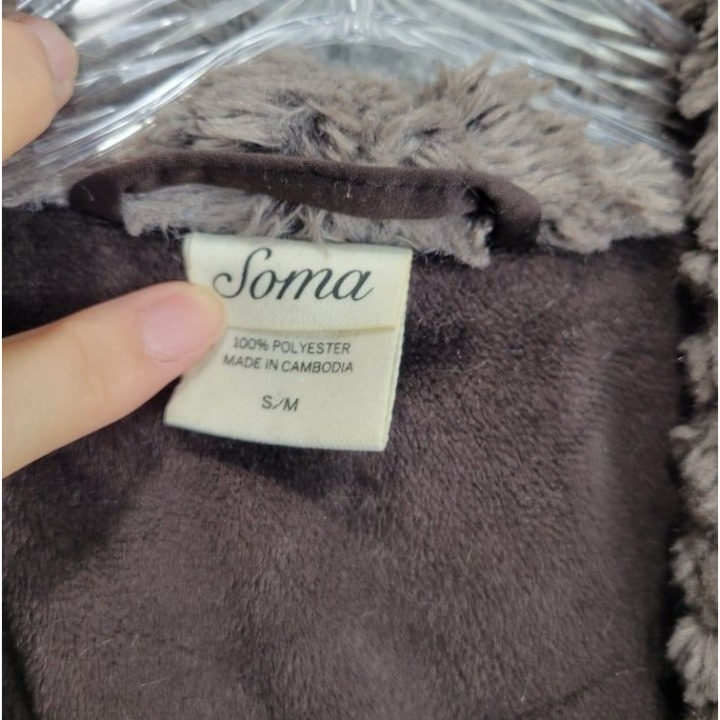 Soma
100% POLYESTER
MADE IN CAMBODIA
S/M